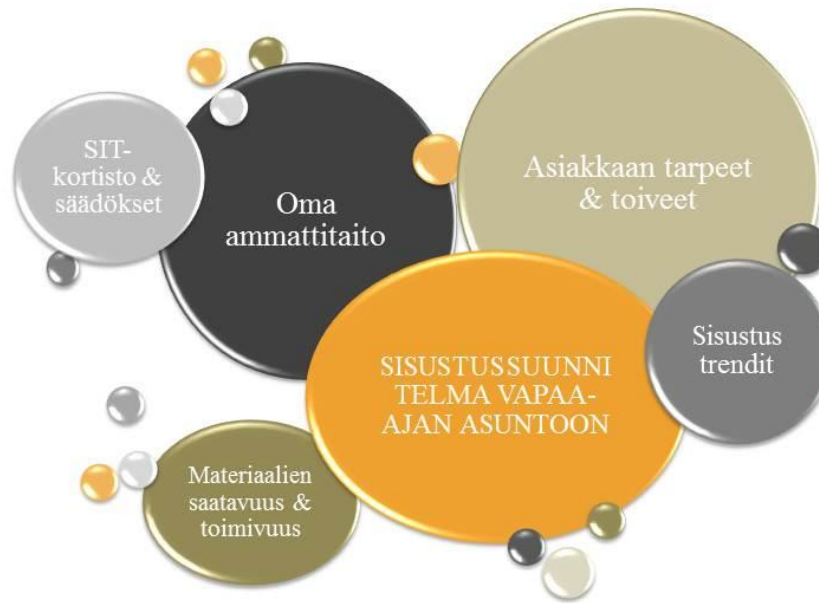 SIT-
kortisto &
säädökset
Oma
ammattitaito
Asiakkaan tarpeet
& toiveet
SISUSTUSSUUNNI
TELMA VAPAA-
AJAN ASUNTOON
Sisustus
trendit
Materiaalien
saatavuus &
toimivuus